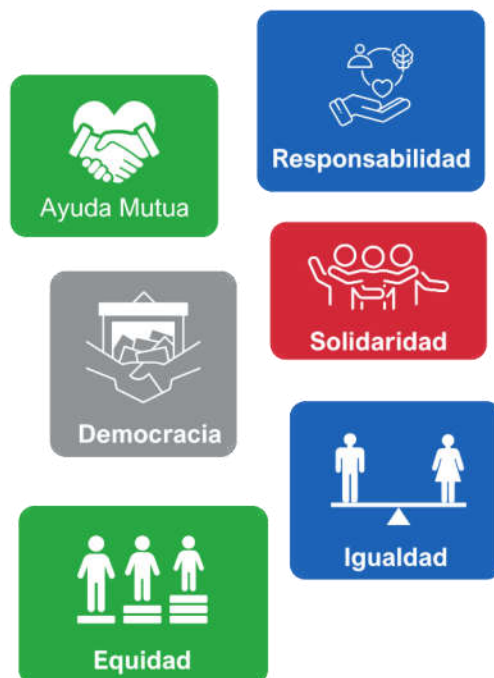 Responsabilidad
Ayuda Mutua
Solidaridad
Democracia
Igualdad
Equidad